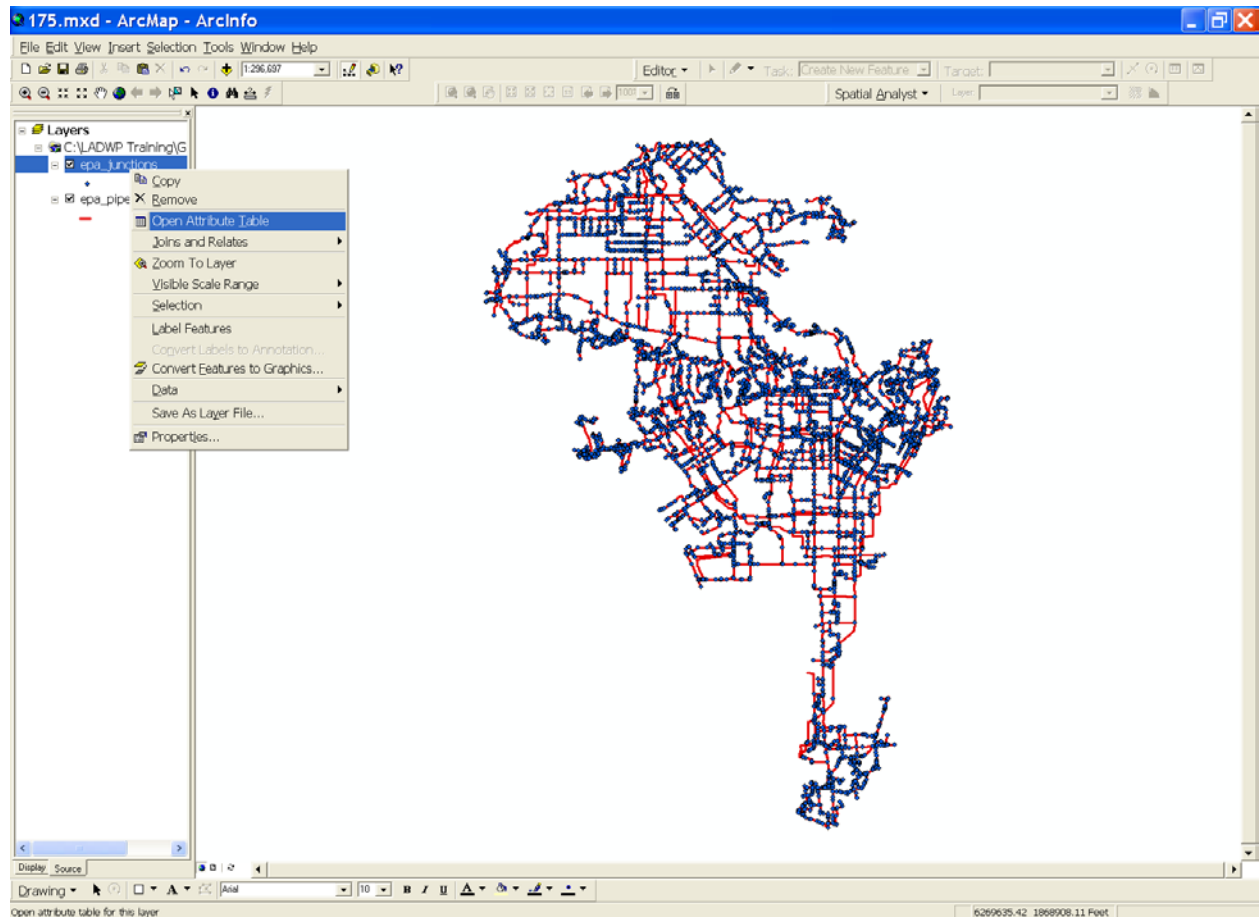 175.mxd - ArcMap - ArcInfo
File Edit View Insert Selection Tools Window Help
1:296,697
Editor Task: Create New Feature Target:
1001 Spatial Analyst Layer:
Layers
C:\LADWP Training\G
epa_junctions
epa_pipe
Copy
Remove
Open Attribute Table
Joins and Relates
Zoom To Layer
Visible Scale Range
Selection
Label Features
Convert Labels to Annotation...
Convert Features to Graphics...
Data
Save As Layer File...
Properties...
Display Source
Drawing A Arial 10 B I U A
Open attribute table for this layer 6269635.42 1868908.11 Feet